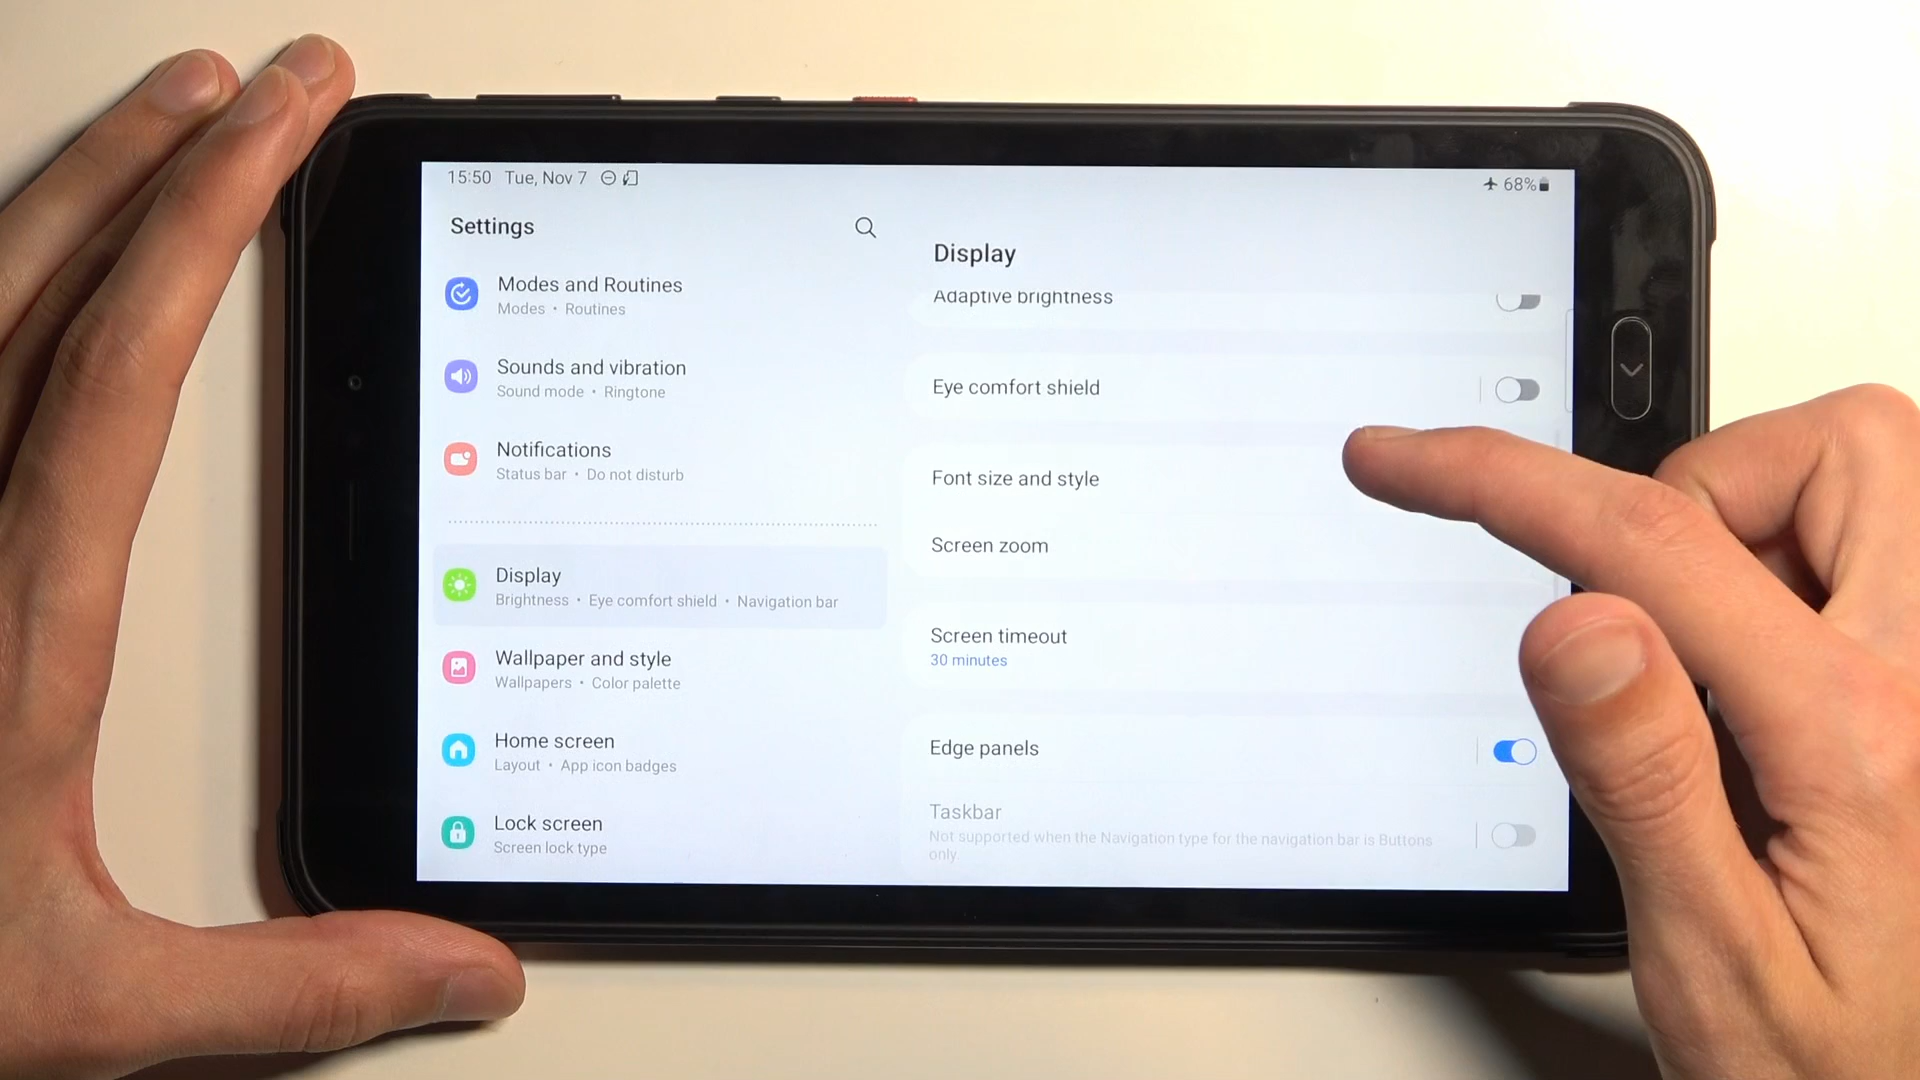 15:50 Tue, Nov 7
68%
Settings
Modes and Routines
Modes • Routines
Sounds and vibration
Sound mode • Ringtone
Notifications
Status bar • Do not disturb
Display
Brightness • Eye comfort shield • Navigation bar
Wallpaper and style
Wallpapers • Color palette
Home screen
Layout • App icon badges
Lock screen
Screen lock type
Display
Adaptive brightness
Eye comfort shield
Font size and style
Screen zoom
Screen timeout
30 minutes
Edge panels
Taskbar
Not supported when the Navigation type for the navigation bar is Buttons
only.